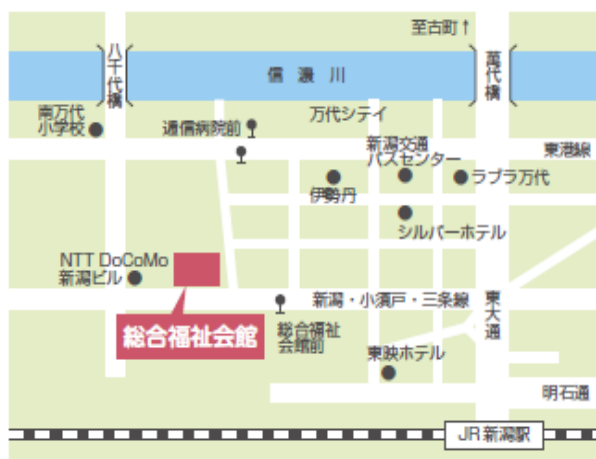 至古町↑
八千代橋
信濃川
萬代橋
南万代
小学校
逓信病院前
万代シテイ
新潟交通
バスセンター
東港線
伊勢丹
ラブラ万代
シルバーホテル
NTT DoCoMo
新潟ビル
新潟・小須戸・三条線
東大通
総合福祉会館
総合福祉
会館前
東映ホテル
明石通
JR新潟駅